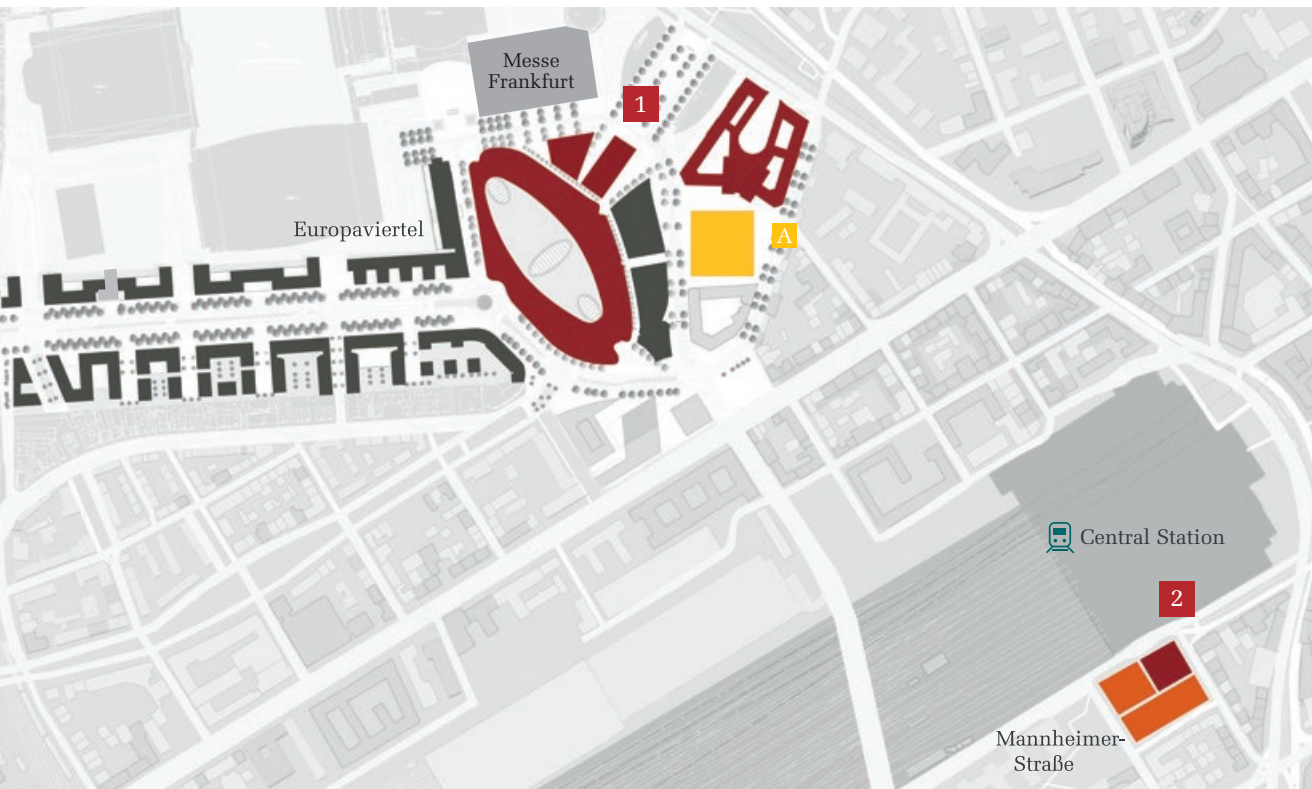 Messe
Frankfurt
1
Europaviertel
A
Central Station
2
Mannheimer-
Straße